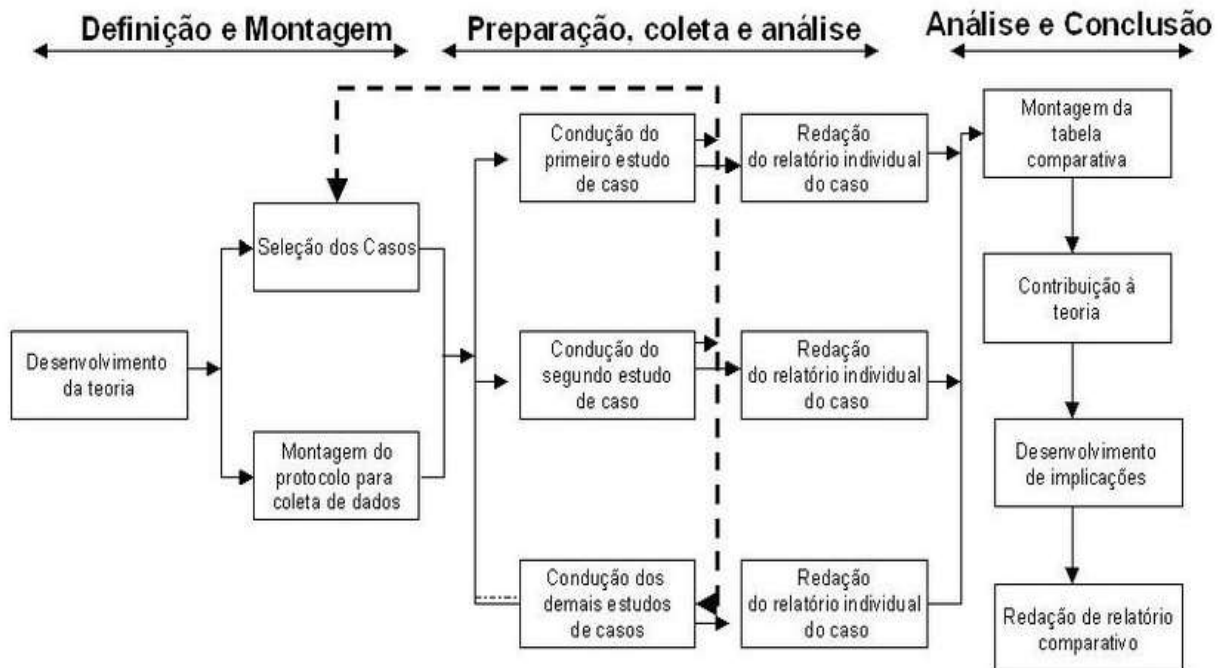 Definição e Montagem
Preparação, coleta e análise
Análise e Conclusão
Desenvolvimento
da teoria
Seleção dos Casos
Montagem do
protocolo para
coleta de dados
Condução do
primeiro estudo
de caso
Condução do
segundo estudo
de caso
Condução dos
demais estudos
de casos
Redação
do relatório individual
do caso
Redação
do relatório individual
do caso
Redação
do relatório individual
do caso
Montagem da
tabela
comparativa
Contribuição à
teoria
Desenvolvimento
de implicações
Redação de relatório
comparativo